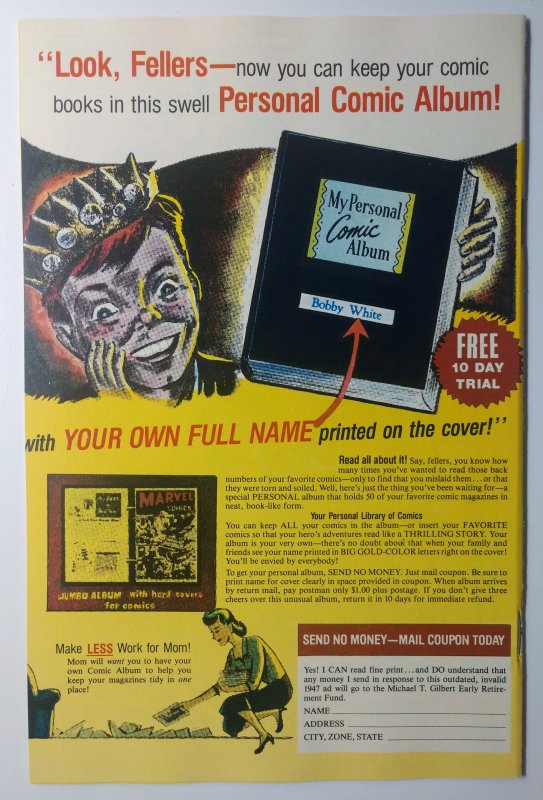 “Look, Fellers—now you can keep your comic
books in this swell Personal Comic Album!
My Personal
Comic
Album
Bobby White
FREE
10 DAY
TRIAL
with YOUR OWN FULL NAME printed on the cover!”
Read all about it! Say, fellers, you know how
many times you've wanted to read those back
numbers of your favorite comics—only to find that you mislaid them . . . or that
they were torn and soiled. Well, here's just the thing you've been waiting for—a
special PERSONAL album that holds 50 of your favorite comic magazines in
neat, book-like form.
Your Personal Library of Comics
You can keep ALL your comics in the album—or insert your FAVORITE
comics so that your hero's adventures read like a THRILLING STORY. Your
album is your very own—there's no doubt about that when your family and
friends see your name printed in BIG GOLD-COLOR letters right on the cover!
You'll be envied by everybody!
To get your personal album, SEND NO MONEY. Just mail coupon. Be sure to
print name for cover clearly in space provided in coupon. When album arrives
by return mail, pay postman only $1.00 plus postage. If you don't give three
cheers over this unusual album, return it in 10 days for immediate refund.
MARVEL
JUMBO ALBUM with hard covers
for comics
Make LESS Work for Mom!
Mom will want you to have your
own Comic Album to help you
keep your magazines tidy in one
place!
SEND NO MONEY—MAIL COUPON TODAY
Yes! I CAN read fine print . . . and DO understand that
any money I send in response to this outdated, invalid
1947 ad will go to the Michael T. Gilbert Early Retire-
ment Fund.
NAME
ADDRESS
CITY, ZONE, STATE